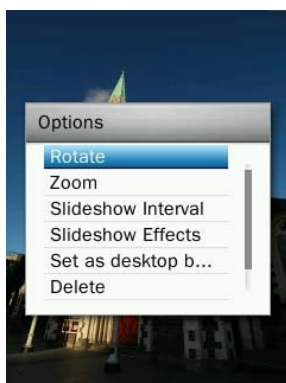 Options
Rotate
Zoom
Slideshow Interval
Slideshow Effects
Set as desktop b...
Delete